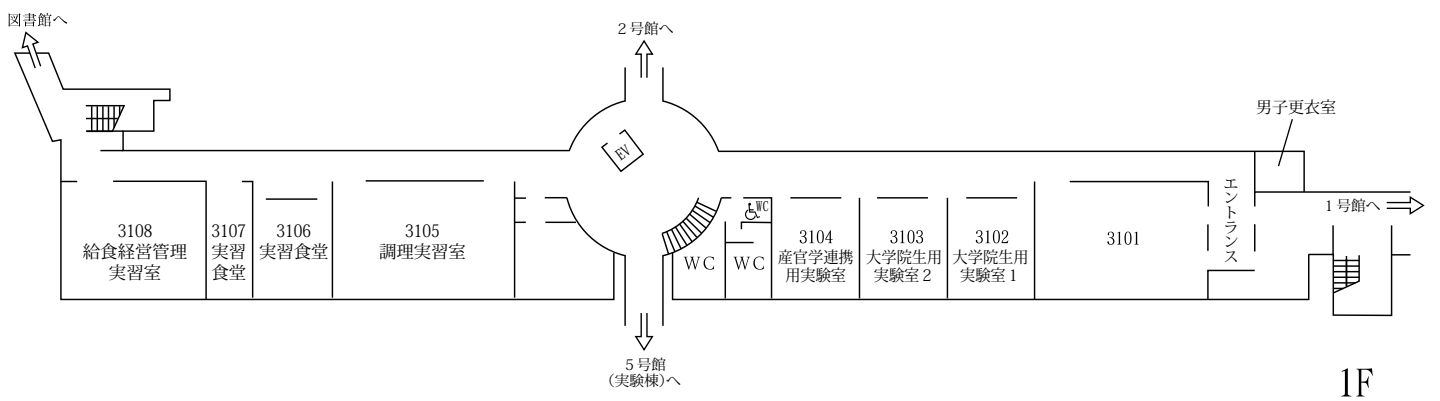 図書館へ
2号館へ
男子更衣室
EV
エントランス
1号館へ
WC
3108
給食経営管理
実習室
3107
実習
食堂
3106
実習食堂
3105
調理実習室
WC
WC
3104
産官学連携
用実験室
3103
大学院生用
実験室2
3102
大学院生用
実験室1
3101
5号館
(実験棟)へ
1F